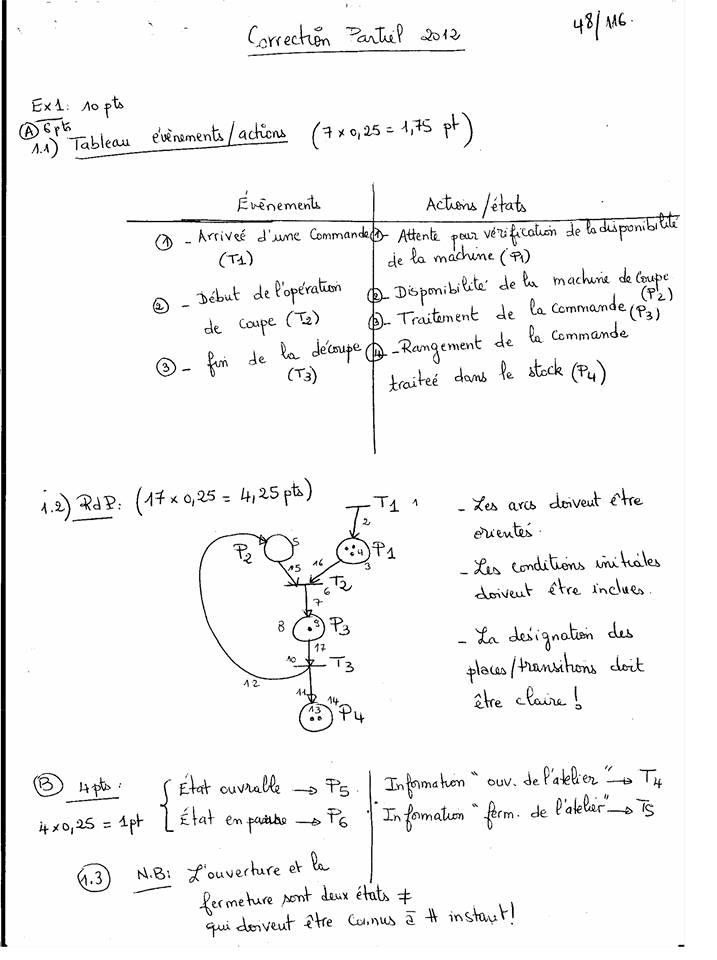 Correction Partiel 2012
48/116.
Ex1: 10 pts
Ⓐ 6 pts
1.1) Tableau évènements/actions (7 x 0,25 = 1,75 pt)
Évènements
Actions/états
① - Arriveé d'une Commande
(T1)
② - Début de l'opération
de coupe (T2)
③ - fin de la découpe
(T3)
① - Attente pour vérification de la disponibilité
de la machine (P1)
② - Disponibilité de la machine de coupe
(P2)
③ - Traitement de la commande (P3)
④ - Rangement de la commande
traiteé dans le stock (P4)
1.2) RdP: (17 x 0,25 = 4,25 pts)
T1 1
2
P2 5
4 P1
3
15 16
T2
6
7
8 9 P3
17
10 T3
12
11 14
13 P4
- Les arcs doivent être
orientés.
- Les conditions initiales
doivent être inclues.
- La designation des
places/transitions doit
être claire!
Ⓑ 4 pts:
4 x 0,25 = 1pt
État ouvrable → P5.
État en pause → P6
Information "ouv. de l'atelier" → T4
Information "ferm. de l'atelier" → T5
1.3
N.B: L'ouverture et la
fermeture sont deux états ≠
qui doivent être connus à # instant!